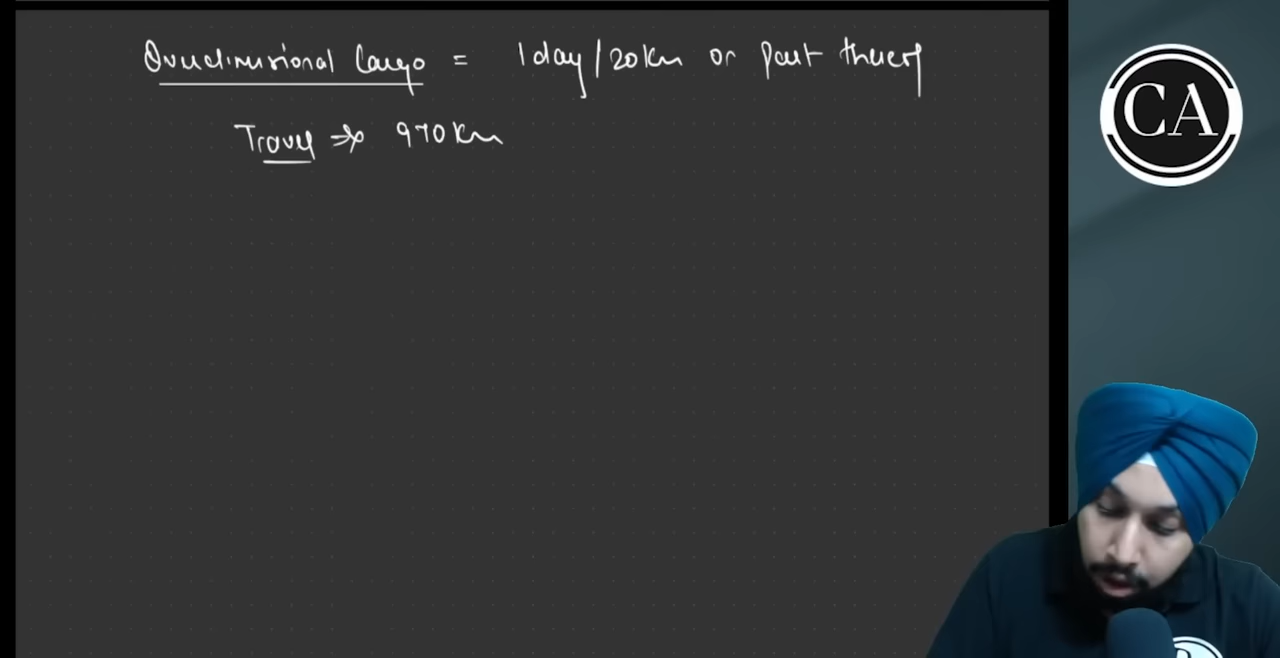 Overdimensional Cargo = 1 day/20 Km or Part thereof
Travel → 970 Km
CA